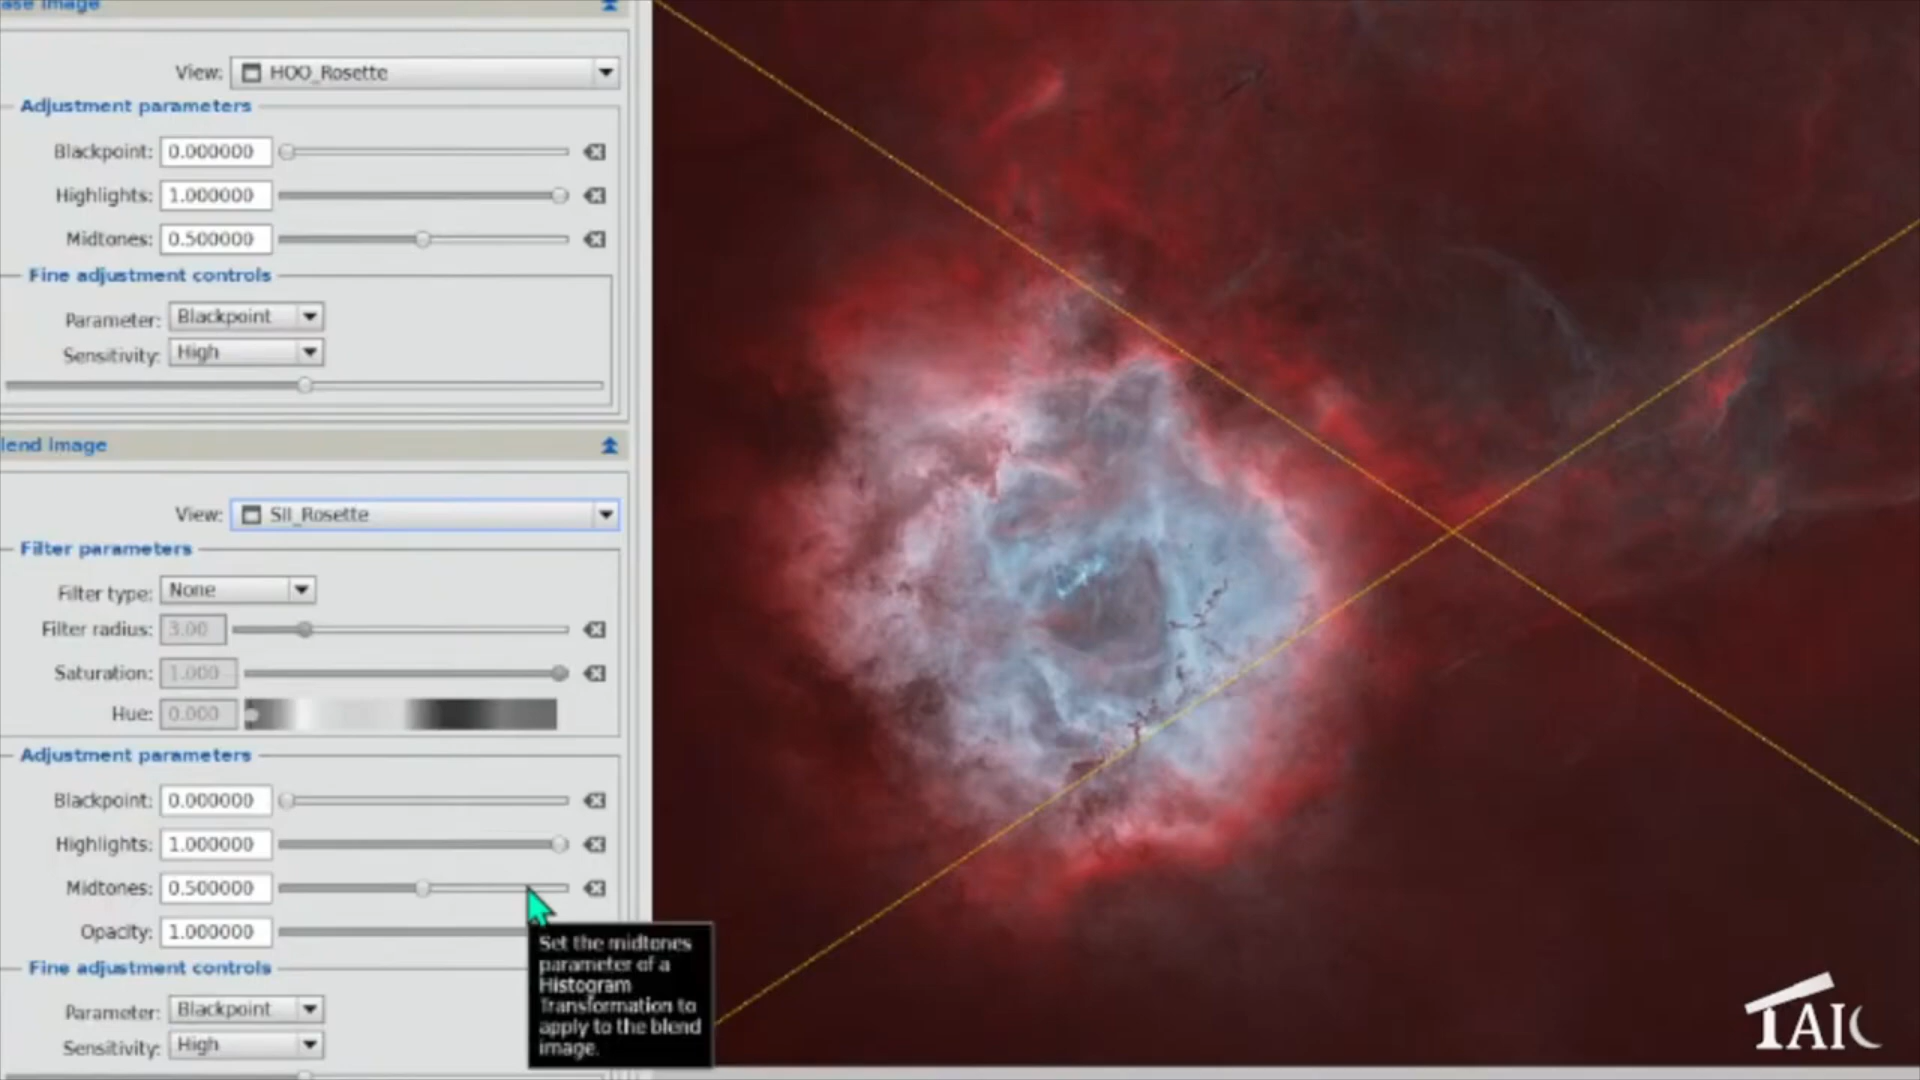 ase Image
View: HOO_Rosette
Adjustment parameters
Blackpoint: 0.000000
Highlights: 1.000000
Midtones: 0.500000
Fine adjustment controls
Parameter: Blackpoint
Sensitivity: High
lend Image
View: SII_Rosette
Filter parameters
Filter type: None
Filter radius: 3.00
Saturation: 1.000
Hue: 0.000
Adjustment parameters
Blackpoint: 0.000000
Highlights: 1.000000
Midtones: 0.500000
Opacity: 1.000000
Set the midtones
parameter of a
Histogram
Transformation to
apply to the blend
image.
Fine adjustment controls
Parameter: Blackpoint
Sensitivity: High
TAIC